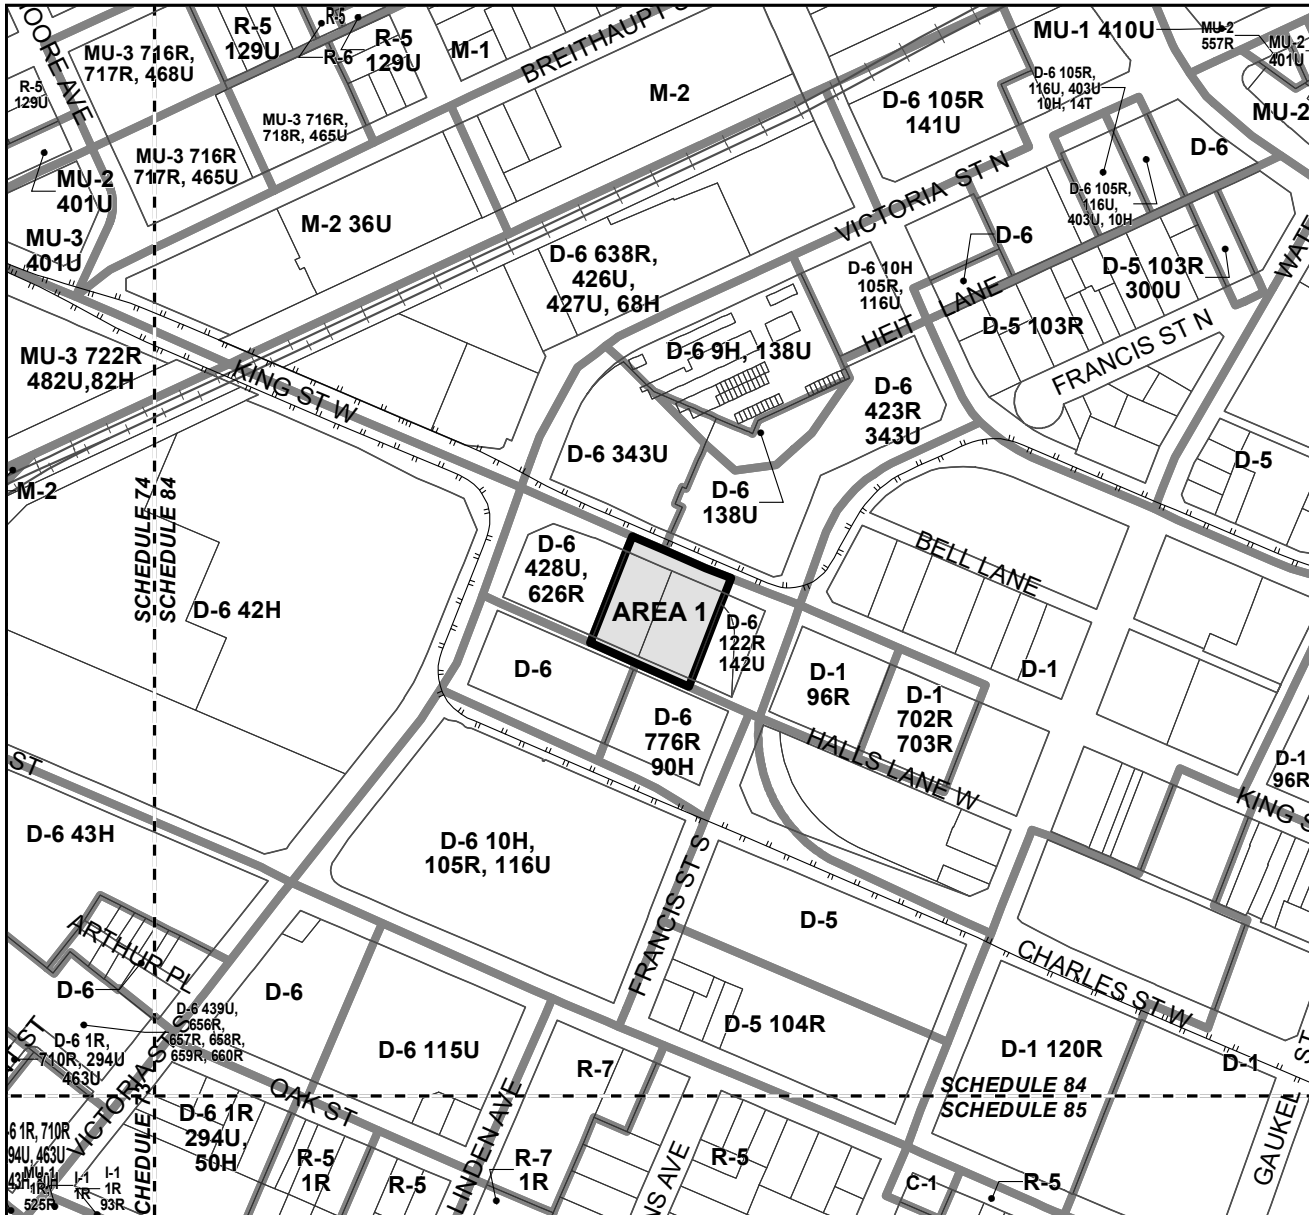 MU-3 716R,
717R, 468U
R-5
129U
R-5
R-6
R-5
129U
M-1
BREITHAUPT
MU-1 410U
MU-2
557R
MU-2
401U
MU-2
R-5
129U
MOORE AVE
MU-3 716R,
718R, 465U
M-2
D-6 105R
141U
D-6 105R,
116U, 403U
10H, 14T
D-6
MU-3 716R
717R, 465U
MU-2
401U
MU-3
401U
M-2 36U
VICTORIA ST N
D-6 105R,
116U,
403U, 10H
D-6
D-6 638R,
426U,
427U, 68H
D-6 10H
105R,
116U
HEIT LANE
D-5 103R
300U
D-5 103R
FRANCIS ST N
MU-3 722R
482U,82H
KING ST W
D-6 9H, 138U
D-6
423R
343U
D-6 343U
D-6
138U
D-5
M-2
SCHEDULE 74
SCHEDULE 84
D-6 42H
D-6
428U,
626R
AREA 1
D-6
122R
142U
BELL LANE
D-6
D-1
96R
D-1
702R
703R
D-1
D-6
776R
90H
HALLS LANE W
D-1
96R
KING S
ST
D-6 43H
D-6 10H,
105R, 116U
FRANCIS ST S
D-5
ARTHUR PL
D-6
D-6
CHARLES ST W
D-6 439U,
656R,
657R, 658R,
659R, 660R
D-6 1R,
710R, 294U
463U
VICTORIA ST S
D-6 115U
D-5 104R
D-1 120R
D-1
R-7
SCHEDULE 84
SCHEDULE 85
OAK ST
LINDEN AVE
GAUKEL ST
D-6 1R
294U,
50H
R-5
1R
R-5
R-7
1R
R-5
C-1
R-5
MU-1
1R
525R
I-1
1R
I-1
1R
93R